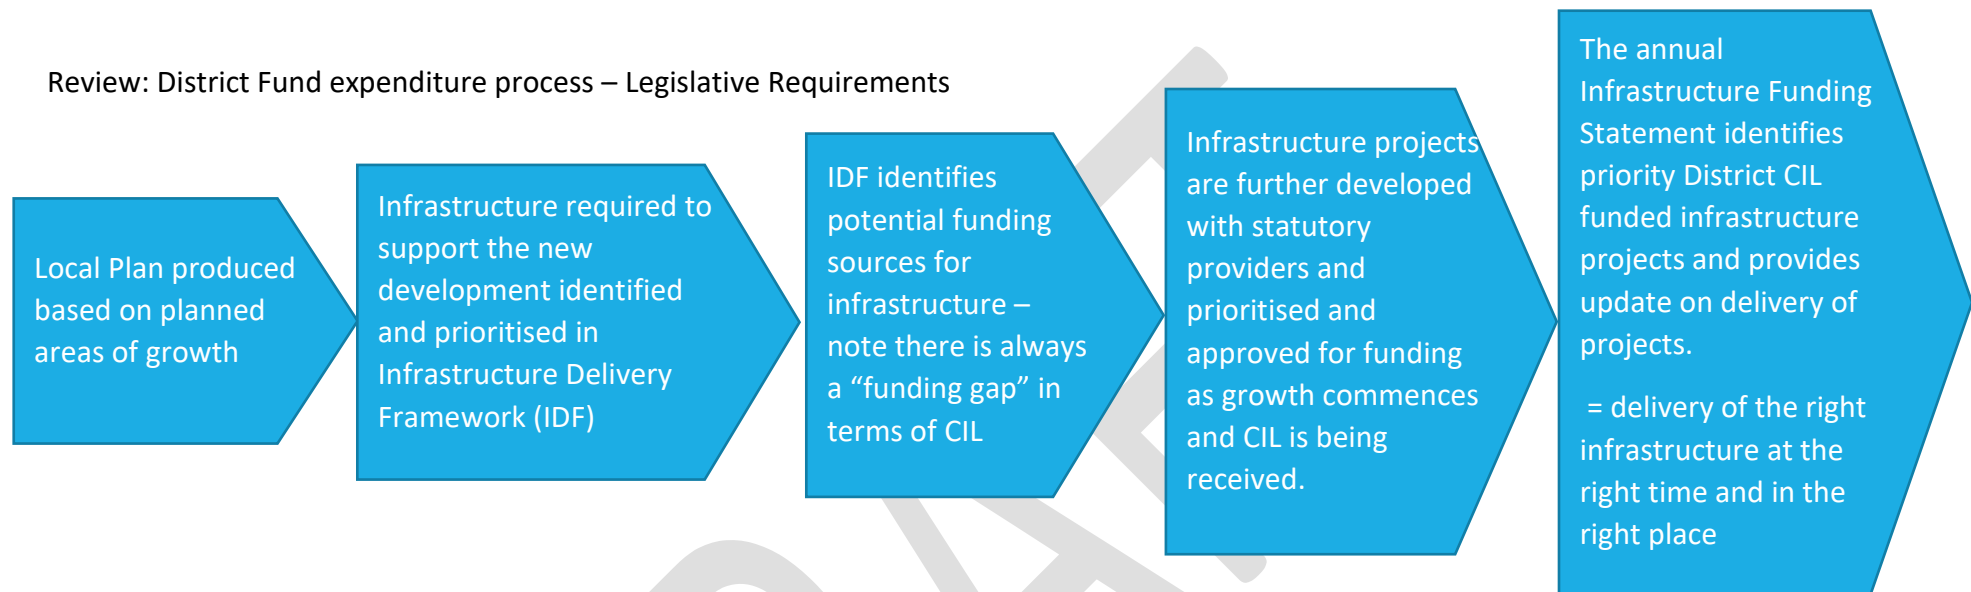 Review: District Fund expenditure process – Legislative Requirements
Local Plan produced
based on planned
areas of growth
Infrastructure required to
support the new
development identified
and prioritised in
Infrastructure Delivery
Framework (IDF)
IDF identifies
potential funding
sources for
infrastructure –
note there is always
a “funding gap” in
terms of CIL
Infrastructure projects
are further developed
with statutory
providers and
prioritised and
approved for funding
as growth commences
and CIL is being
received.
The annual
Infrastructure Funding
Statement identifies
priority District CIL
funded infrastructure
projects and provides
update on delivery of
projects.
= delivery of the right
infrastructure at the
right time and in the
right place